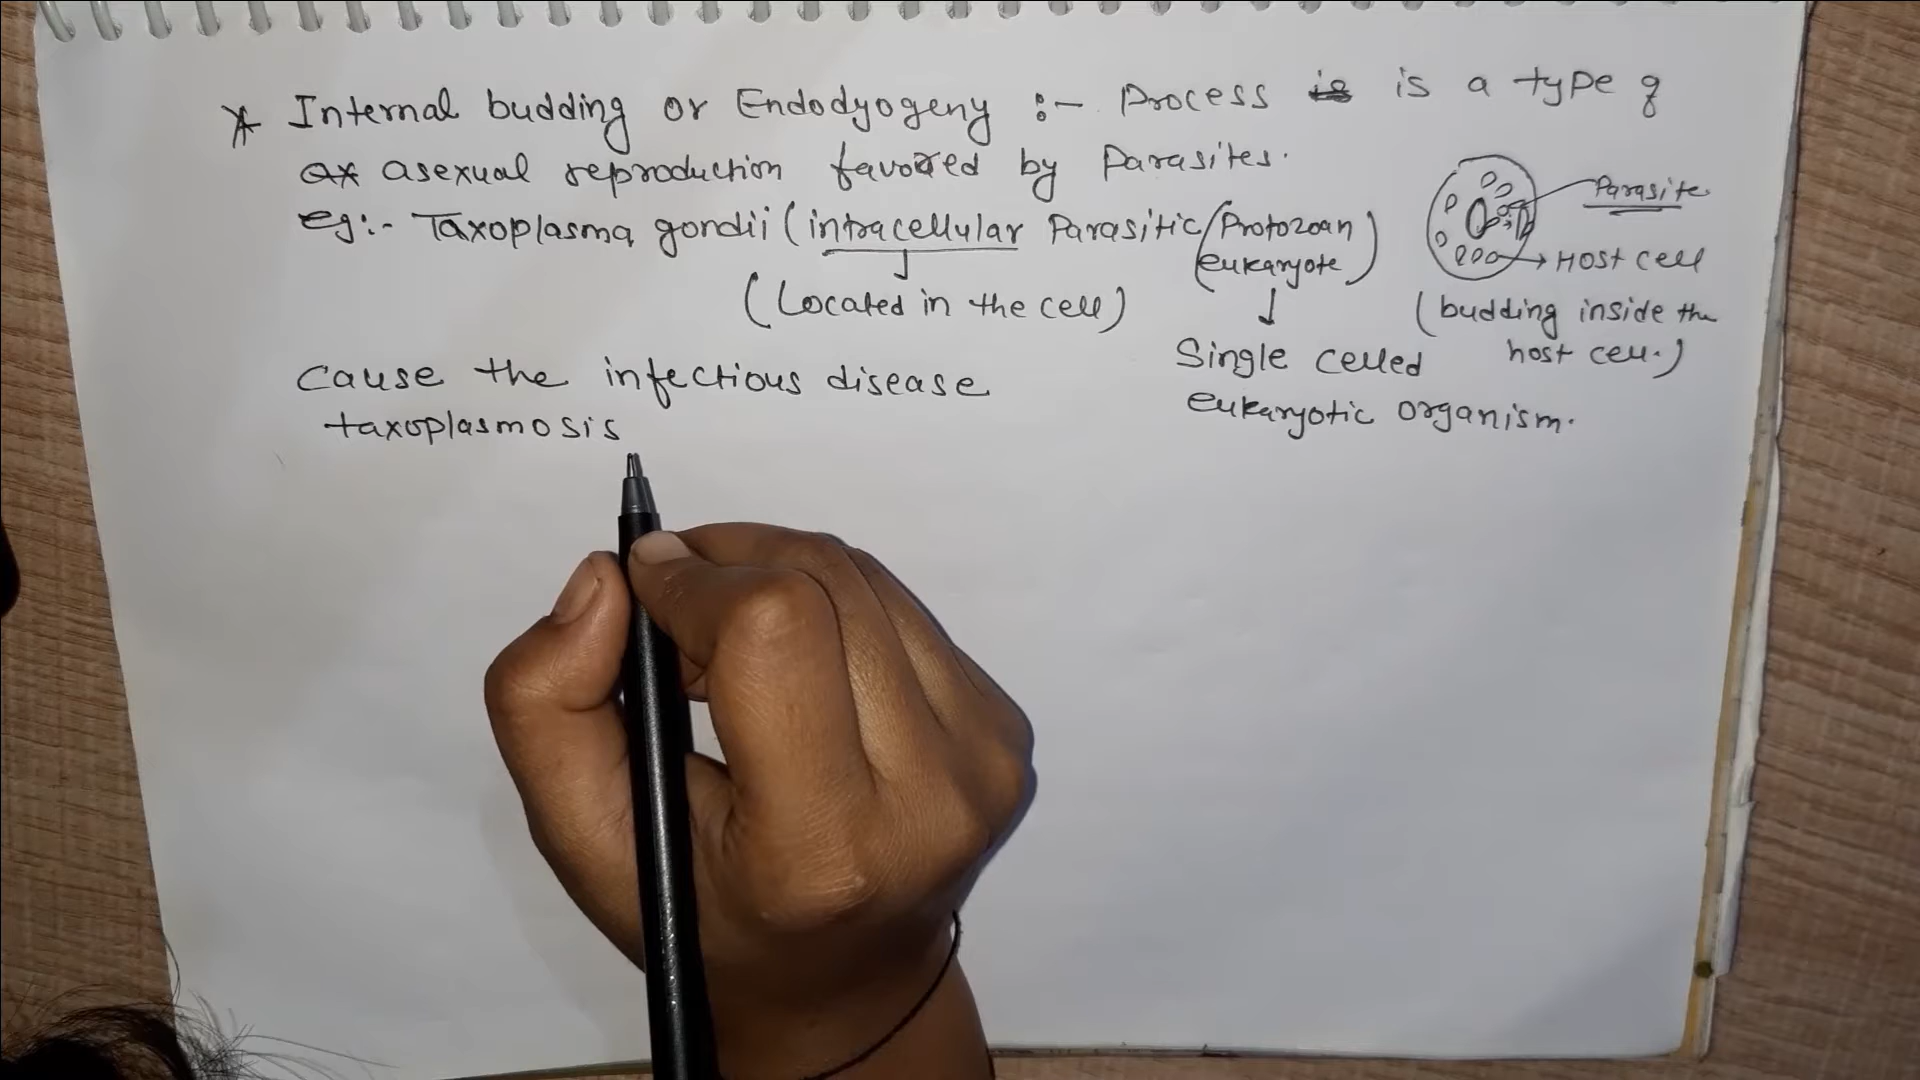 * Internal budding or Endodyogeny :- Process is is a type of
asexual reproduction favored by Parasites.
eg:- Taxoplasma gondii (intracellular Parasitic/Protozoan
eukaryote)
(Located in the cell)
Single celled
eukaryotic organism.
Parasite
Host cell
(budding inside the
host cell.)
Cause the infectious disease
taxoplasmosis